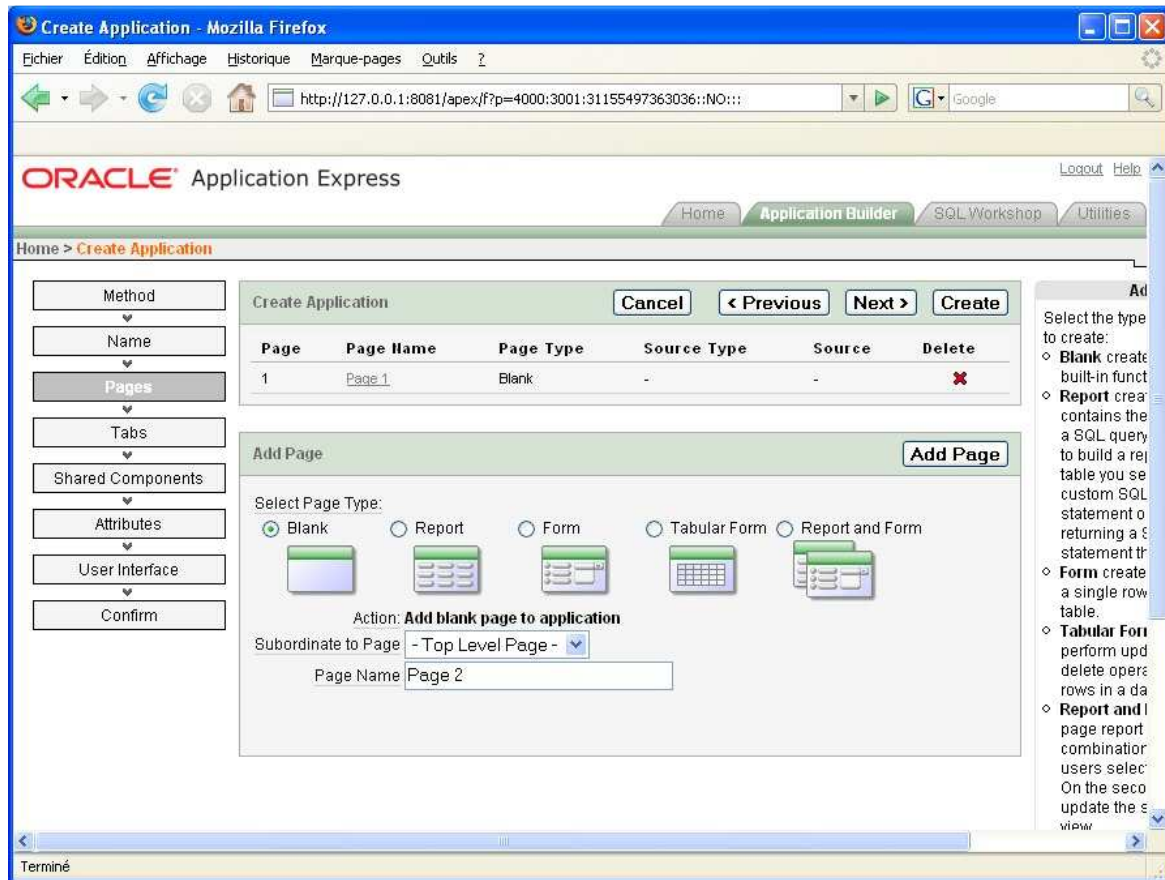 Create Application - Mozilla Firefox
Fichier Édition Affichage Historique Marque-pages Outils ?
http://127.0.0.1:8081/apex/f?p=4000:3001:31155497363036::NO::: G Google
ORACLE Application Express
Logout Help
Home Application Builder SQL Workshop Utilities
Home > Create Application
Method
Name
Pages
Tabs
Shared Components
Attributes
User Interface
Confirm
Create Application Cancel < Previous Next > Create
Page Page Name Page Type Source Type Source Delete
1 Page 1 Blank - -
Add Page Add Page
Select Page Type:
Blank Report Form Tabular Form Report and Form
Action: Add blank page to application
Subordinate to Page - Top Level Page -
Page Name Page 2
Ad
Select the type
to create:
Blank create
built-in funct
Report crea
contains the
a SQL query
to build a rep
table you se
custom SQL
statement o
returning a S
statement th
Form create
a single row
table.
Tabular Form
perform upd
delete opera
rows in a da
Report and
page report
combination
users selec
On the seco
update the s
view
Terminé